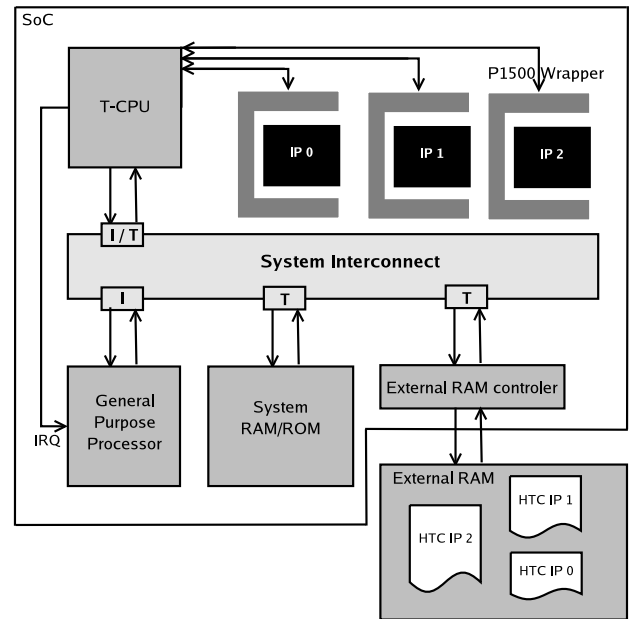 SoC
T-CPU
P1500 Wrapper
IP 0
IP 1
IP 2
I / T
System Interconnect
I
T
T
General
Purpose
Processor
System
RAM/ROM
External RAM controler
IRQ
External RAM
HTC IP 1
HTC IP 2
HTC IP 0